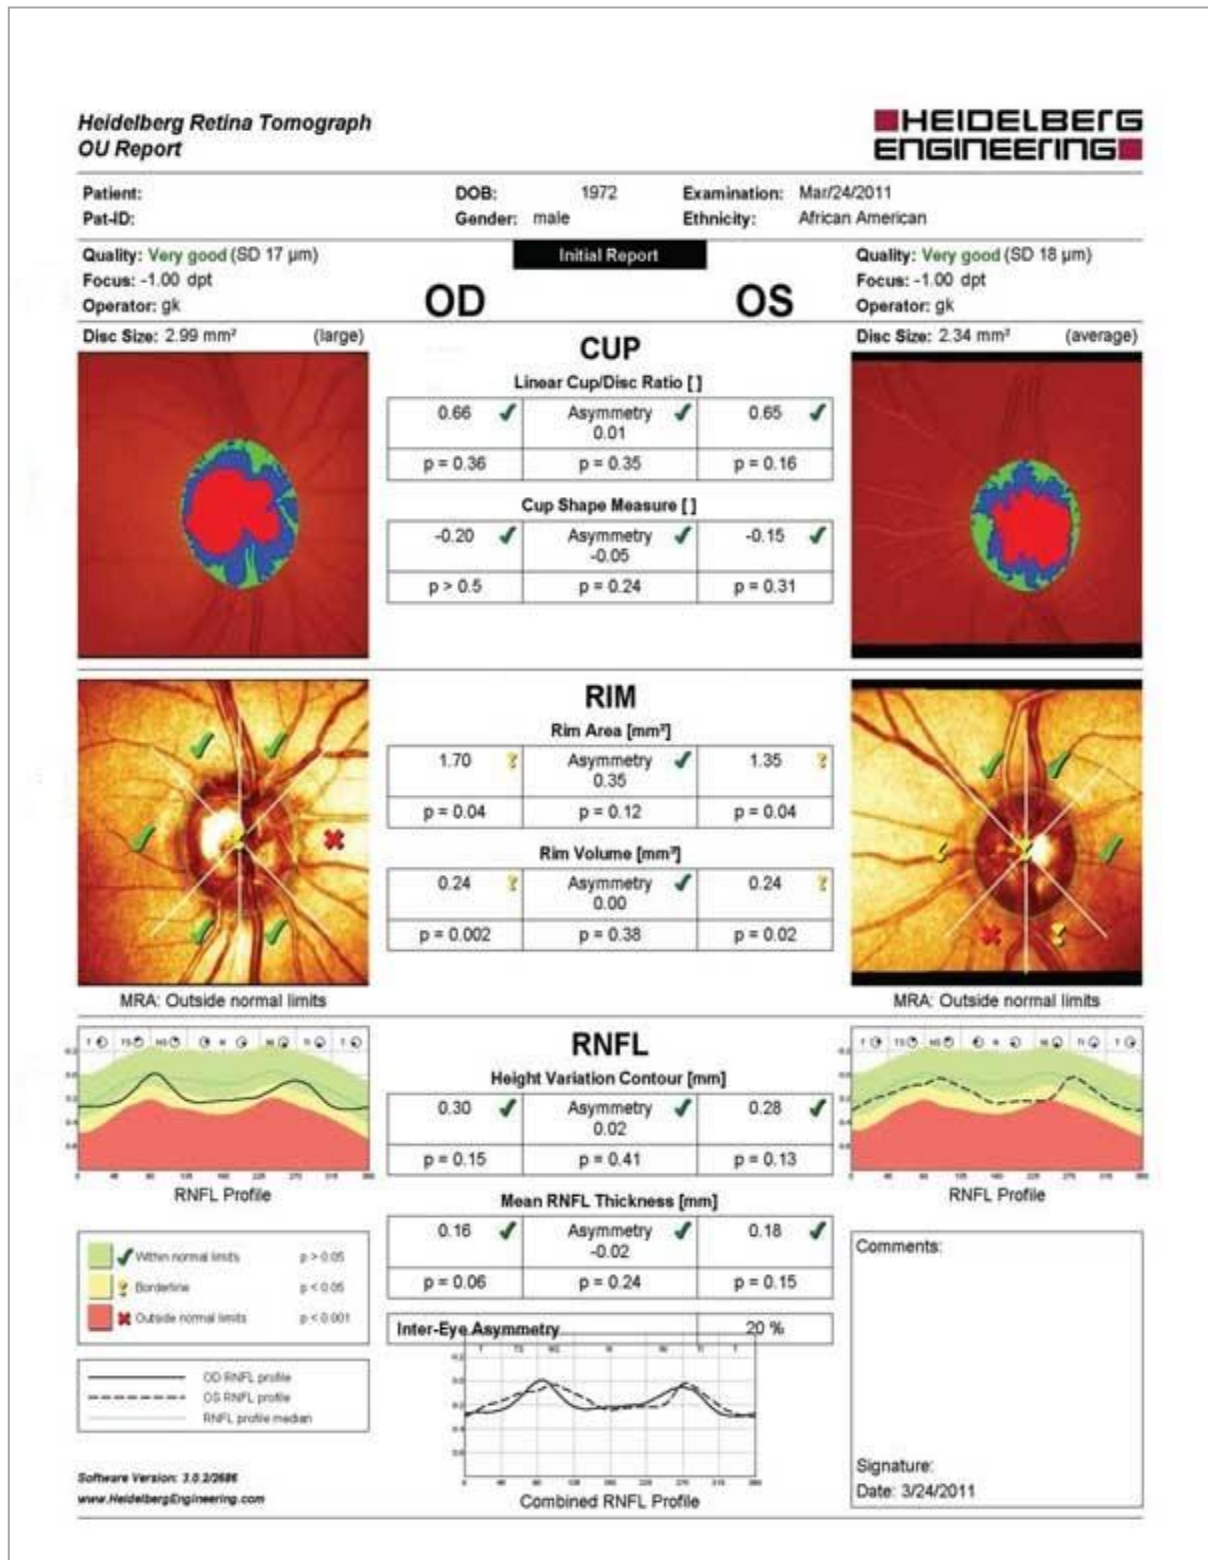 Heidelberg Retina Tomograph
OU Report
HEIDELBERG
ENGINEERING
Patient: DOB: 1972 Examination: Mar/24/2011
Pat-ID: Gender: male Ethnicity: African American
Quality: Very good (SD 17 µm)
Focus: -1.00 dpt
Operator: gk
Initial Report
OD OS
Quality: Very good (SD 18 µm)
Focus: -1.00 dpt
Operator: gk
Disc Size: 2.99 mm² (large)
Disc Size: 2.34 mm² (average)
CUP
Linear Cup/Disc Ratio [ ]
0.66 Asymmetry 0.65
0.01
p = 0.36 p = 0.35 p = 0.16
Cup Shape Measure [ ]
-0.20 Asymmetry -0.15
-0.05
p > 0.5 p = 0.24 p = 0.31
RIM
Rim Area [mm²]
1.70 Asymmetry 1.35
0.35
p = 0.04 p = 0.12 p = 0.04
Rim Volume [mm³]
0.24 Asymmetry 0.24
0.00
p = 0.002 p = 0.38 p = 0.02
MRA: Outside normal limits
MRA: Outside normal limits
RNFL
Height Variation Contour [mm]
0.30 Asymmetry 0.28
0.02
p = 0.15 p = 0.41 p = 0.13
RNFL Profile
RNFL Profile
Mean RNFL Thickness [mm]
0.16 Asymmetry 0.18
-0.02
p = 0.06 p = 0.24 p = 0.15
Inter-Eye Asymmetry 20 %
Within normal limits p > 0.05
Borderline p < 0.05
Outside normal limits p < 0.001
OD RNFL profile
OS RNFL profile
RNFL profile median
Combined RNFL Profile
Comments:
Signature:
Date: 3/24/2011
Software Version: 3.0.2/2686
www.HeidelbergEngineering.com